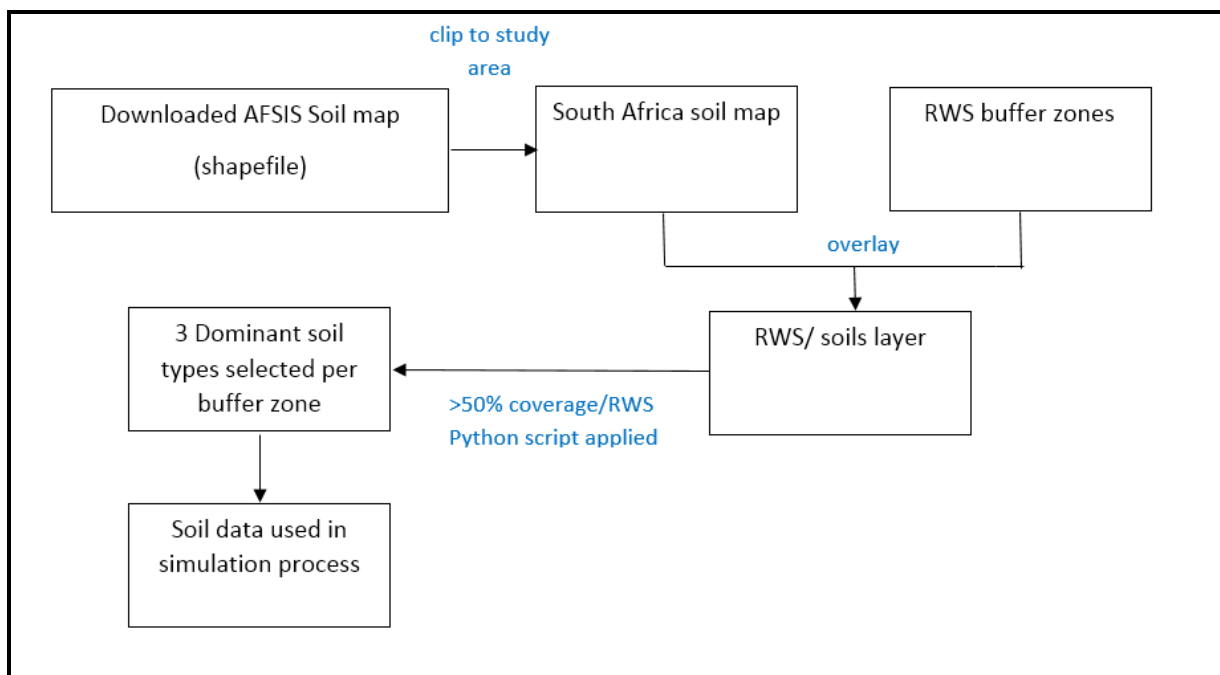 clip to study
area
Downloaded AFSIS Soil map
(shapefile)
South Africa soil map
RWS buffer zones
overlay
3 Dominant soil
types selected per
buffer zone
RWS/ soils layer
>50% coverage/RWS
Python script applied
Soil data used in
simulation process